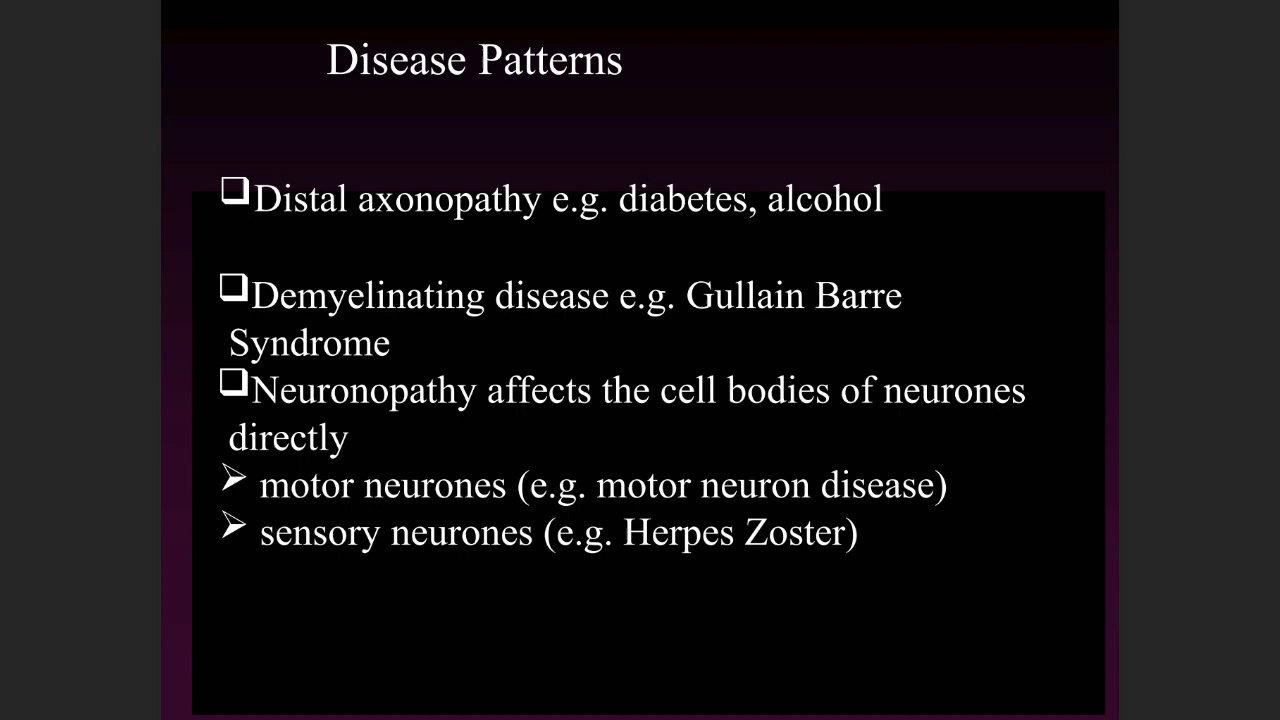 Disease Patterns
Distal axonopathy e.g. diabetes, alcohol
Demyelinating disease e.g. Gullain Barre
Syndrome
Neuronopathy affects the cell bodies of neurones
directly
motor neurones (e.g. motor neuron disease)
sensory neurones (e.g. Herpes Zoster)